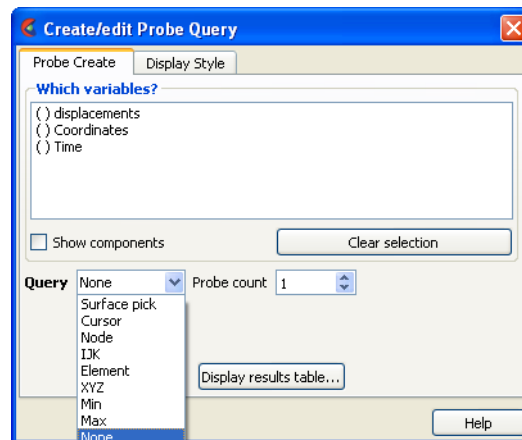 Create/edit Probe Query
Probe Create Display Style
Which variables?
( ) displacements
( ) Coordinates
( ) Time
Show components Clear selection
Query None Probe count 1
Surface pick
Cursor
Node
IJK
Element
XYZ
Display results table...
Min
Max
None
Help